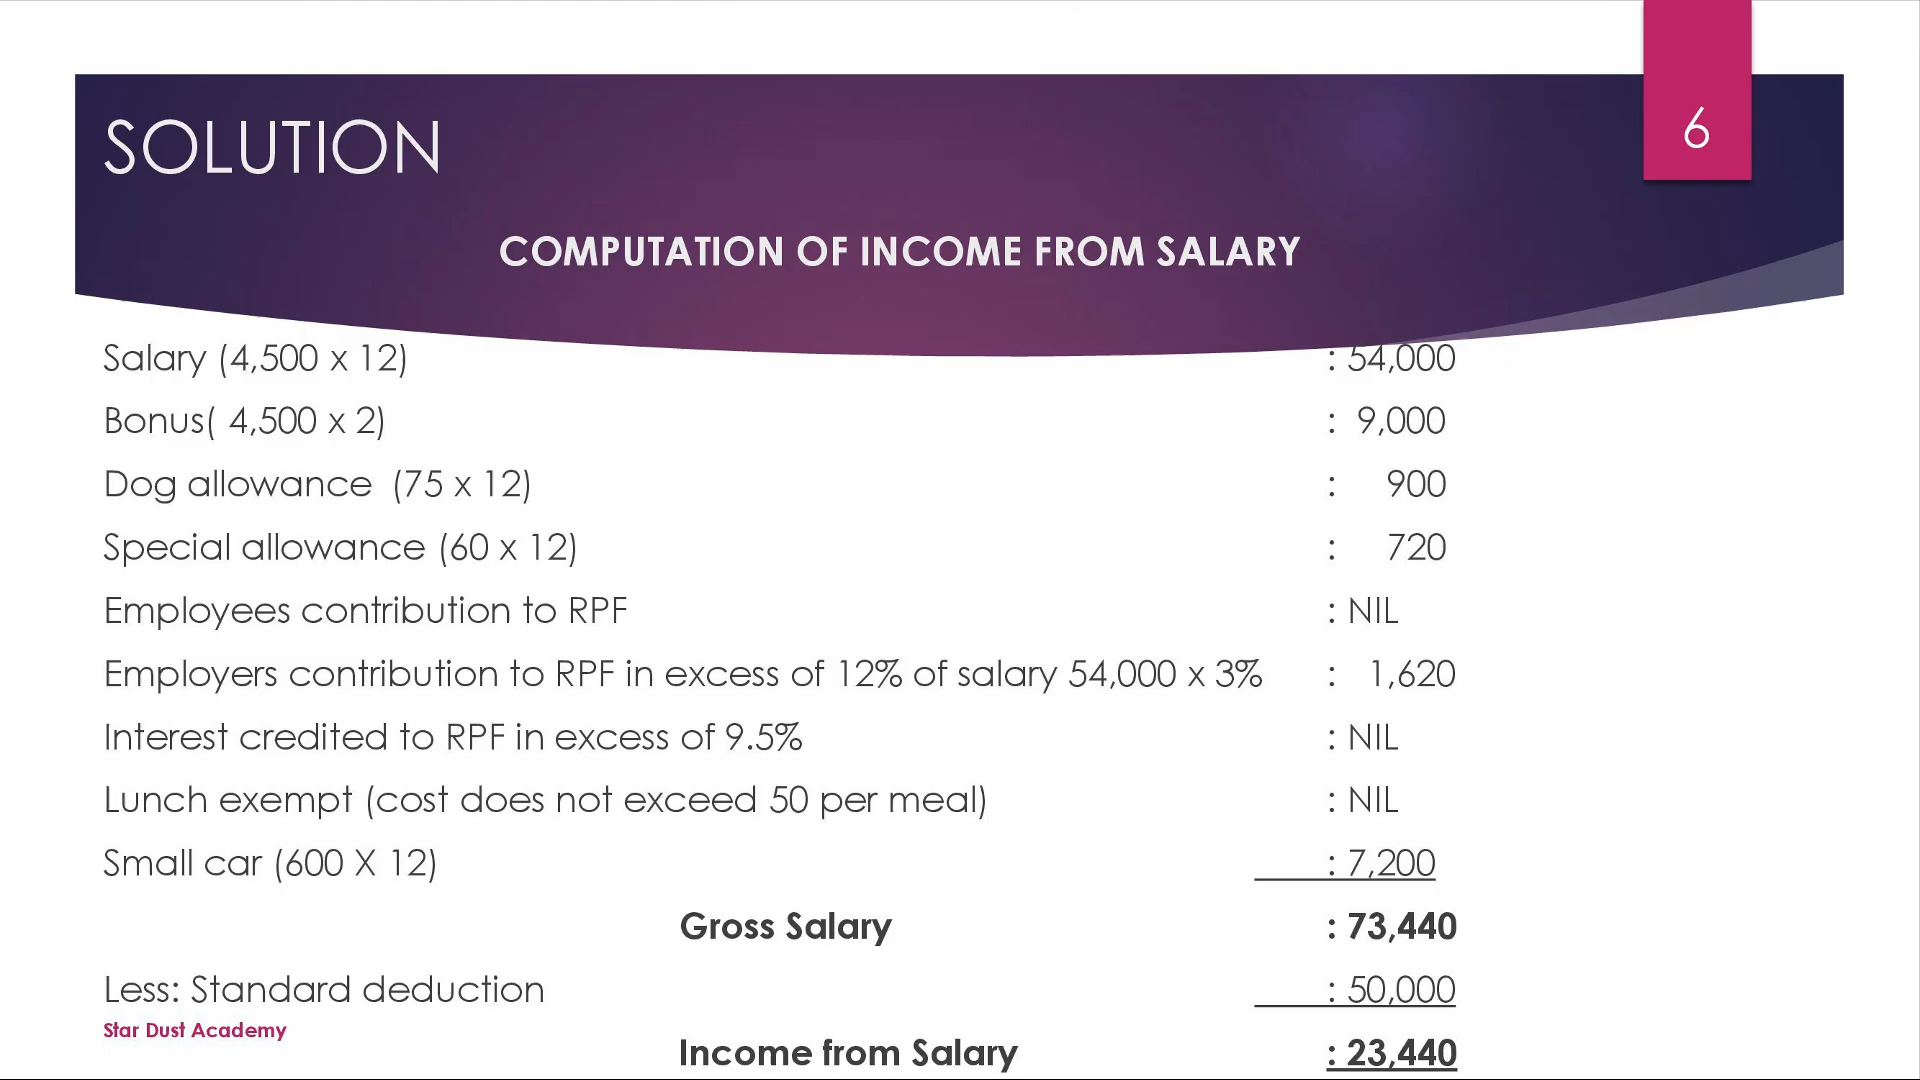 6
SOLUTION
COMPUTATION OF INCOME FROM SALARY
Salary (4,500 x 12) : 54,000
Bonus( 4,500 x 2) : 9,000
Dog allowance (75 x 12) : 900
Special allowance (60 x 12) : 720
Employees contribution to RPF : NIL
Employers contribution to RPF in excess of 12% of salary 54,000 x 3% : 1,620
Interest credited to RPF in excess of 9.5% : NIL
Lunch exempt (cost does not exceed 50 per meal) : NIL
Small car (600 X 12) : 7,200
Gross Salary : 73,440
Less: Standard deduction : 50,000
Star Dust Academy
Income from Salary : 23,440